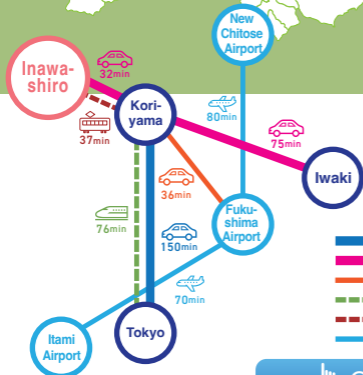 New
Chitose
Airport
32min
Inawa-
shiro
Kori-
yama
80min
37min
75min
Iwaki
36min
Fuku-
shima
Airport
76min
150min
70min
Itami
Airport
Tokyo